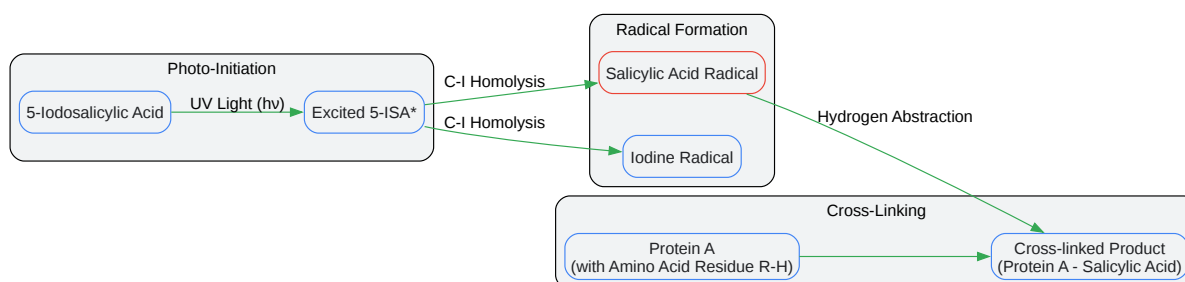 Photo-Initiation
5-Iodosalicylic Acid
UV Light (hν)
Excited 5-ISA*
C-I Homolysis
C-I Homolysis
Radical Formation
Salicylic Acid Radical
Iodine Radical
Hydrogen Abstraction
Cross-Linking
Protein A
(with Amino Acid Residue R-H)
Cross-linked Product
(Protein A - Salicylic Acid)